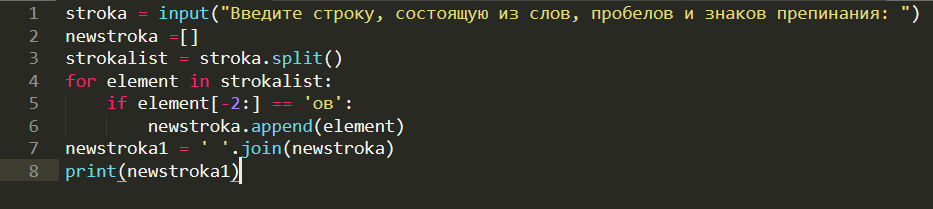 1 stroka = input("Введите строку, состоящую из слов, пробелов и знаков препинания: ")
2 newstroka =[]
3 strokalist = stroka.split()
4 for element in strokalist:
5     if element[-2:] == 'ов':
6         newstroka.append(element)
7 newstroka1 = ' '.join(newstroka)
8 print(newstroka1)